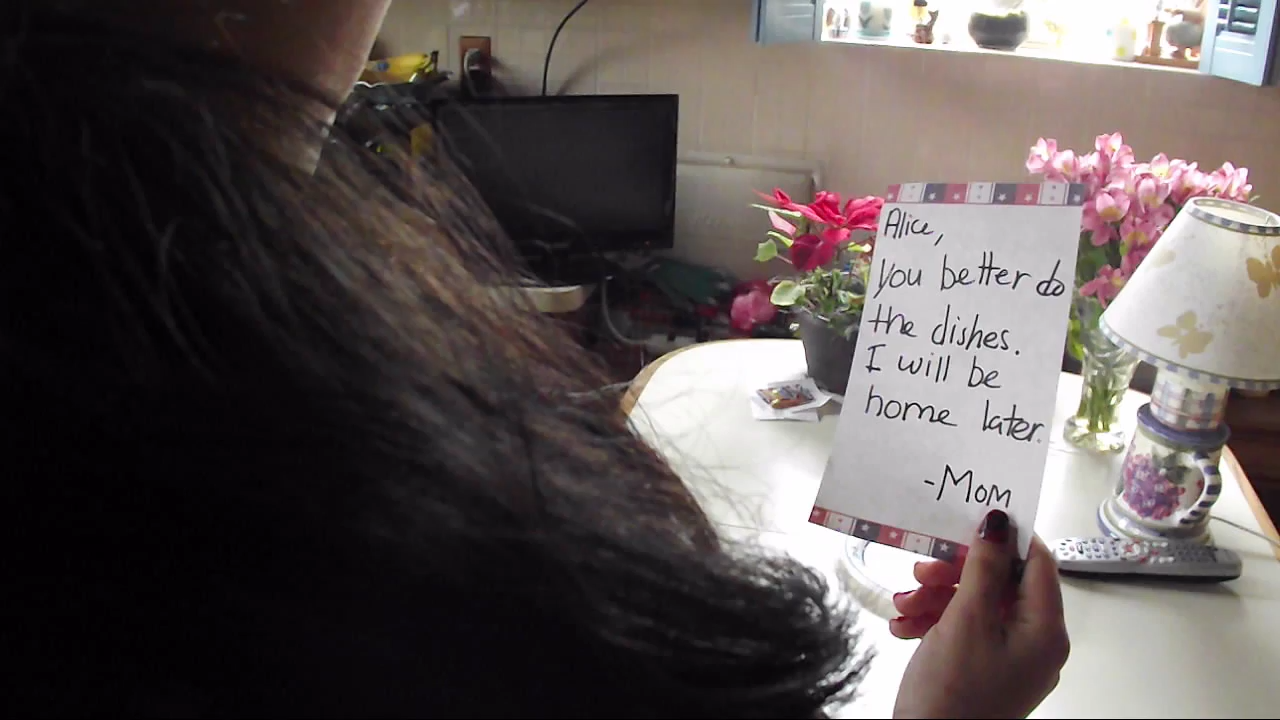 Alice,
you better do
the dishes.
I will be
home later.
-Mom